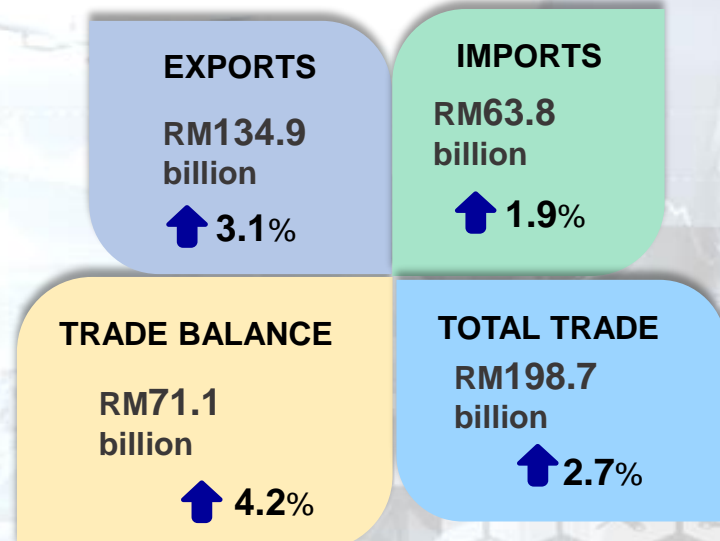 EXPORTS
RM134.9
billion
3.1%
IMPORTS
RM63.8
billion
1.9%
TRADE BALANCE
RM71.1
billion
4.2%
TOTAL TRADE
RM198.7
billion
2.7%